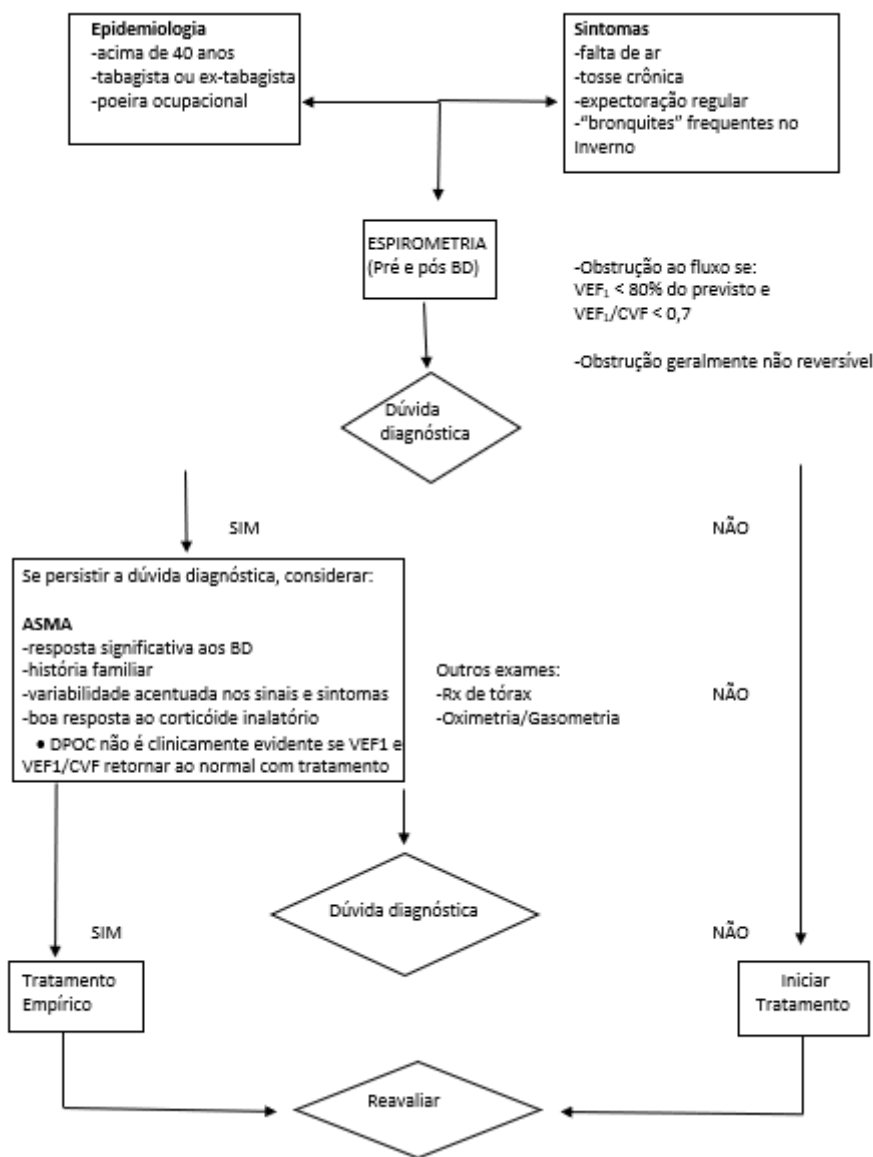 Epidemiologia
-acima de 40 anos
-tabagista ou ex-tabagista
-poeira ocupacional
Sintomas
-falta de ar
-tosse crônica
-expectoração regular
-“bronquites” frequentes no
Inverno
ESPIROMETRIA
(Pré e pós BD)
-Obstrução ao fluxo se:
VEF₁ < 80% do previsto e
VEF₁/CVF < 0,7
-Obstrução geralmente não reversível
Dúvida
diagnóstica
SIM
NÃO
Se persistir a dúvida diagnóstica, considerar:
ASMA
-resposta significativa aos BD
-história familiar
-variabilidade acentuada nos sinais e sintomas
-boa resposta ao corticóide inalatório
• DPOC não é clinicamente evidente se VEF1 e
VEF1/CVF retornar ao normal com tratamento
Outros exames:
-Rx de tórax
-Oximetria/Gasometria
NÃO
Dúvida diagnóstica
SIM
NÃO
Tratamento
Empírico
Iniciar
Tratamento
Reavaliar